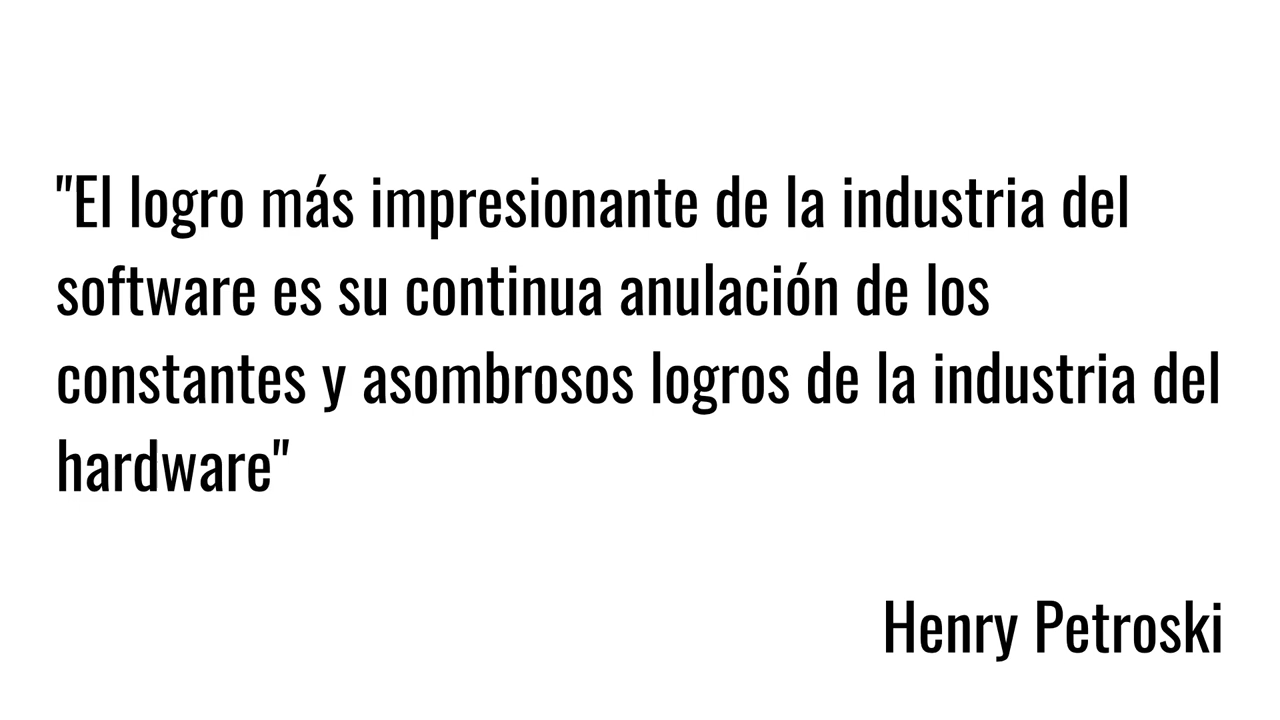 "El logro más impresionante de la industria del
software es su continua anulación de los
constantes y asombrosos logros de la industria del
hardware"
Henry Petroski